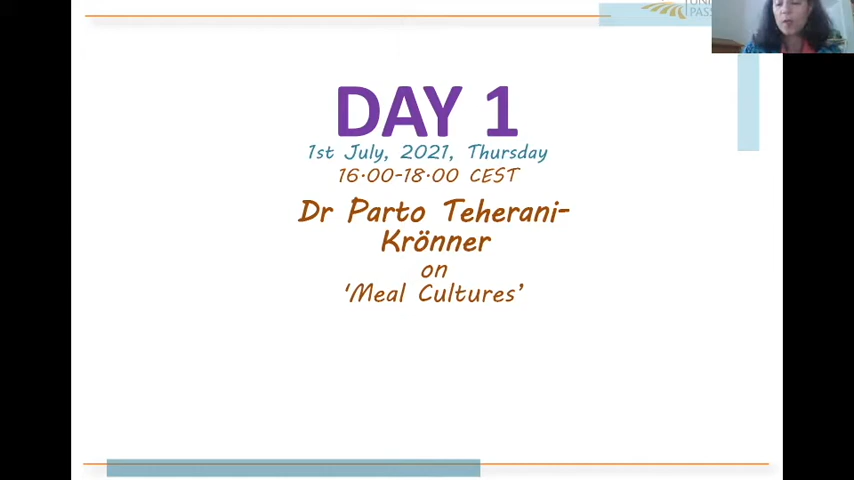 DAY 1
1st July, 2021, Thursday
16.00-18.00 CEST
Dr Parto Teherani-
Krönner
on
'Meal Cultures'